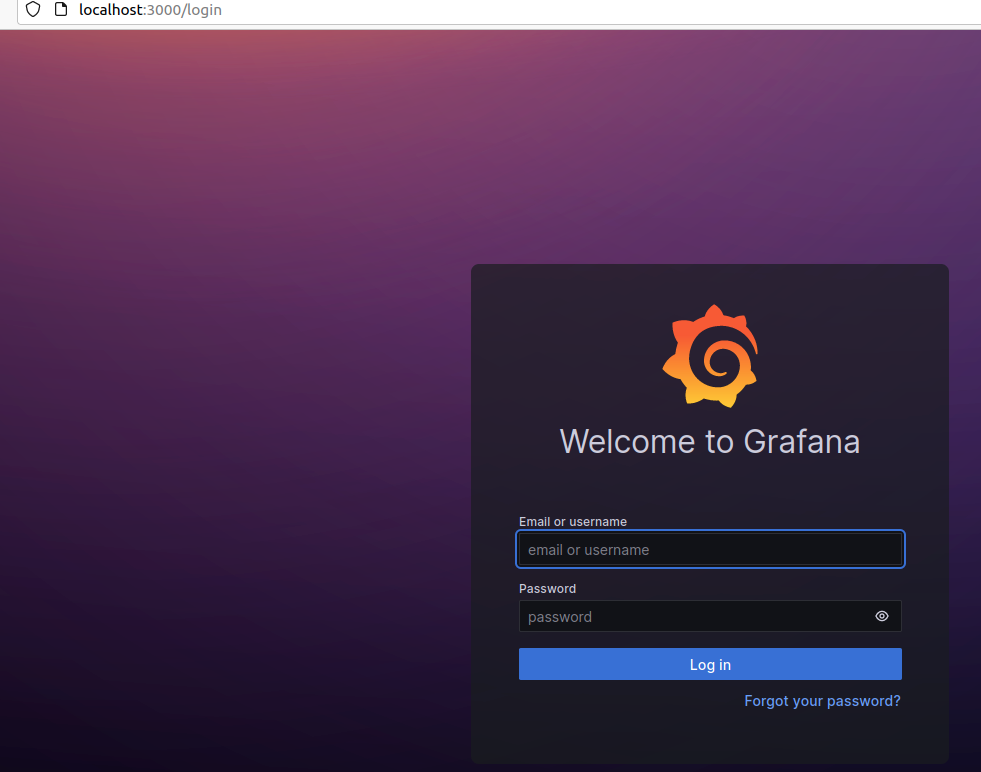 localhost:3000/login
Welcome to Grafana
Email or username
email or username
Password
password
Log in
Forgot your password?